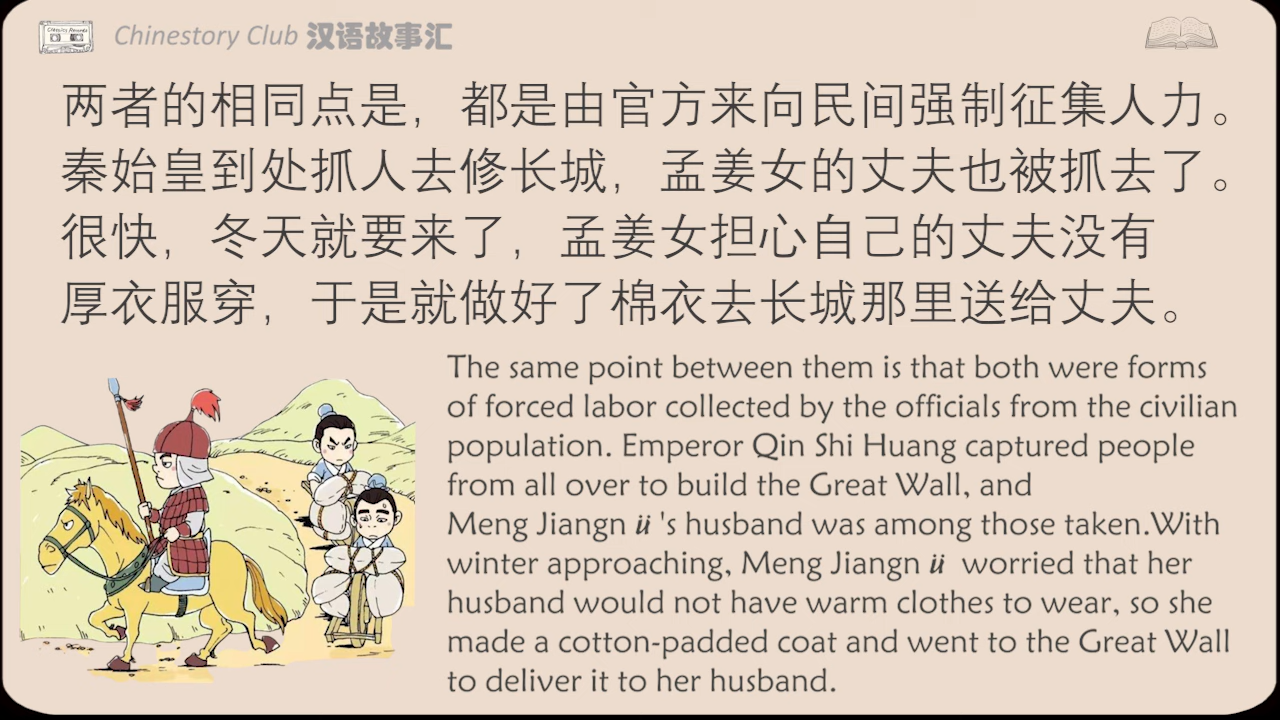 Chinestory Club 汉语故事汇
两者的相同点是，都是由官方来向民间强制征集人力。
秦始皇到处抓人去修长城，孟姜女的丈夫也被抓去了。
很快，冬天就要来了，孟姜女担心自己的丈夫没有
厚衣服穿，于是就做好了棉衣去长城那里送给丈夫。
The same point between them is that both were forms
of forced labor collected by the officials from the civilian
population. Emperor Qin Shi Huang captured people
from all over to build the Great Wall, and
Meng Jiangn ü 's husband was among those taken.With
winter approaching, Meng Jiangn ü worried that her
husband would not have warm clothes to wear, so she
made a cotton-padded coat and went to the Great Wall
to deliver it to her husband.